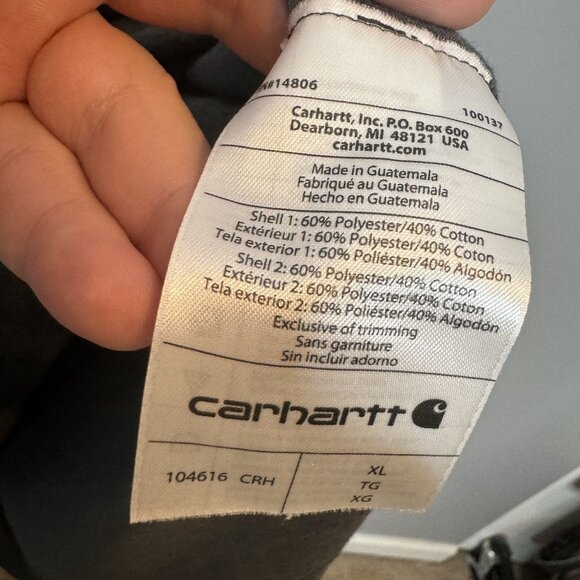 #14806
100137
Carhartt, Inc. P.O. Box 600
Dearborn, MI 48121 USA
carhartt.com
Made in Guatemala
Fabriqué au Guatemala
Hecho en Guatemala
Shell 1: 60% Polyester/40% Cotton
Extérieur 1: 60% Polyester/40% Coton
Tela exterior 1: 60% Poliéster/40% Algodón
Shell 2: 60% Polyester/40% Cotton
Extérieur 2: 60% Polyester/40% Coton
Tela exterior 2: 60% Poliéster/40% Algodón
Exclusive of trimming
Sans garniture
Sin incluir adorno
carhartt
104616 CRH
XL
TG
XG